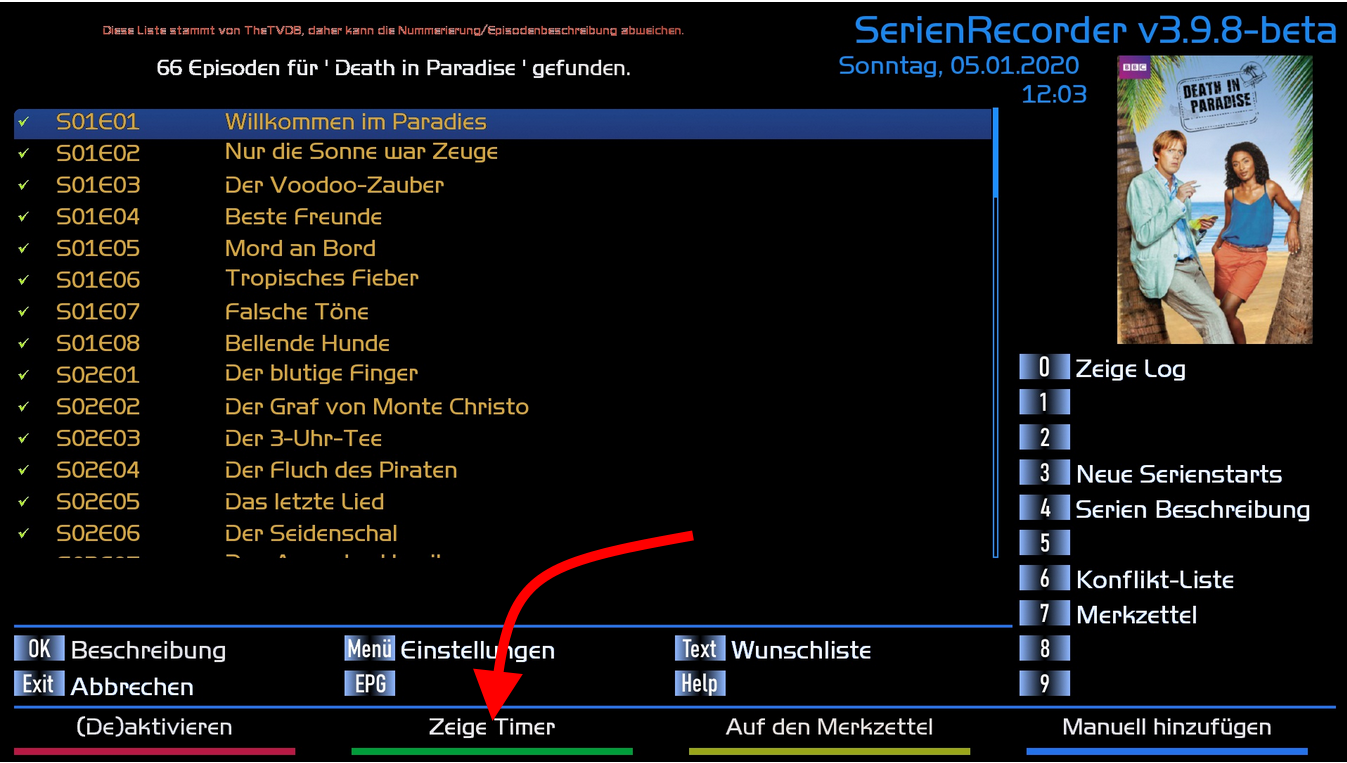 Diese Liste stammt von TheTVDB, daher kann die Nummerierung/Episodenbeschreibung abweichen.
SerienRecorder v3.9.8-beta
66 Episoden für ' Death in Paradise ' gefunden.
Sonntag, 05.01.2020
12:03
BBC
DEATH IN
PARADISE
S01E01 Willkommen im Paradies
S01E02 Nur die Sonne war Zeuge
S01E03 Der Voodoo-Zauber
S01E04 Beste Freunde
S01E05 Mord an Bord
S01E06 Tropisches Fieber
S01E07 Falsche Töne
S01E08 Bellende Hunde
S02E01 Der blutige Finger
S02E02 Der Graf von Monte Christo
S02E03 Der 3-Uhr-Tee
S02E04 Der Fluch des Piraten
S02E05 Das letzte Lied
S02E06 Der Seidenschal
0 Zeige Log
1
2
3 Neue Serienstarts
4 Serien Beschreibung
5
6 Konflikt-Liste
7 Merkzettel
8
9
OK Beschreibung Menü Einstellungen Text Wunschliste
Exit Abbrechen EPG Help
(De)aktivieren Zeige Timer Auf den Merkzettel Manuell hinzufügen